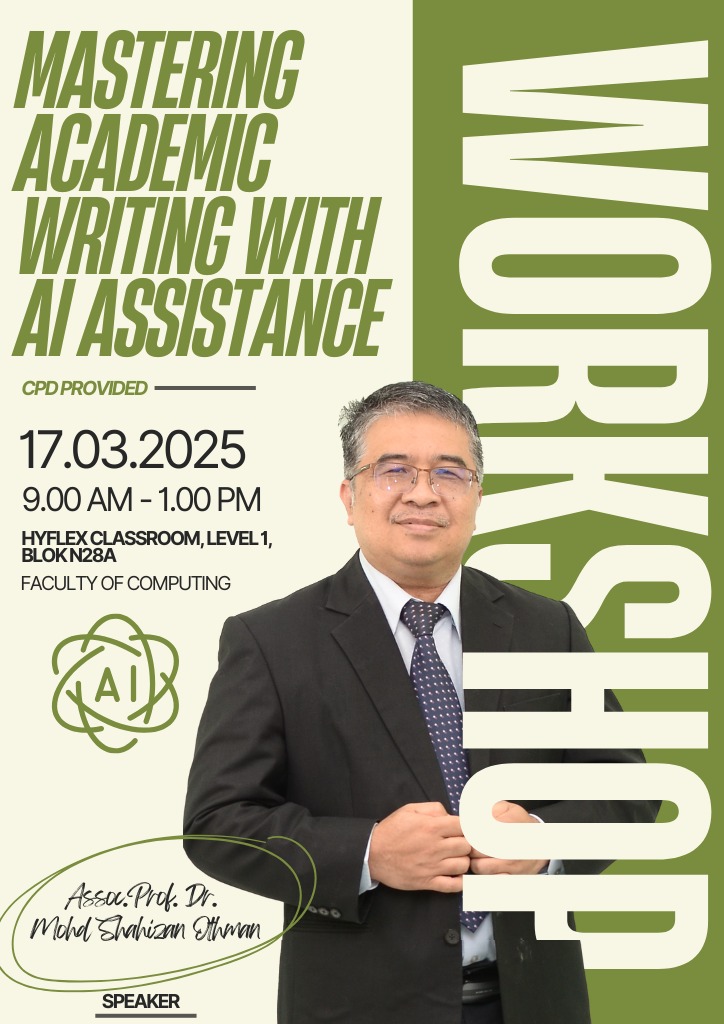 MASTERING
ACADEMIC
WRITING WITH
AI ASSISTANCE
CPD PROVIDED
17.03.2025
9.00 AM - 1.00 PM
HYFLEX CLASSROOM, LEVEL 1,
BLOK N28A
FACULTY OF COMPUTING
AI
Assoc.Prof. Dr.
Mohd Shahizan Othman
SPEAKER
WORKSHOP